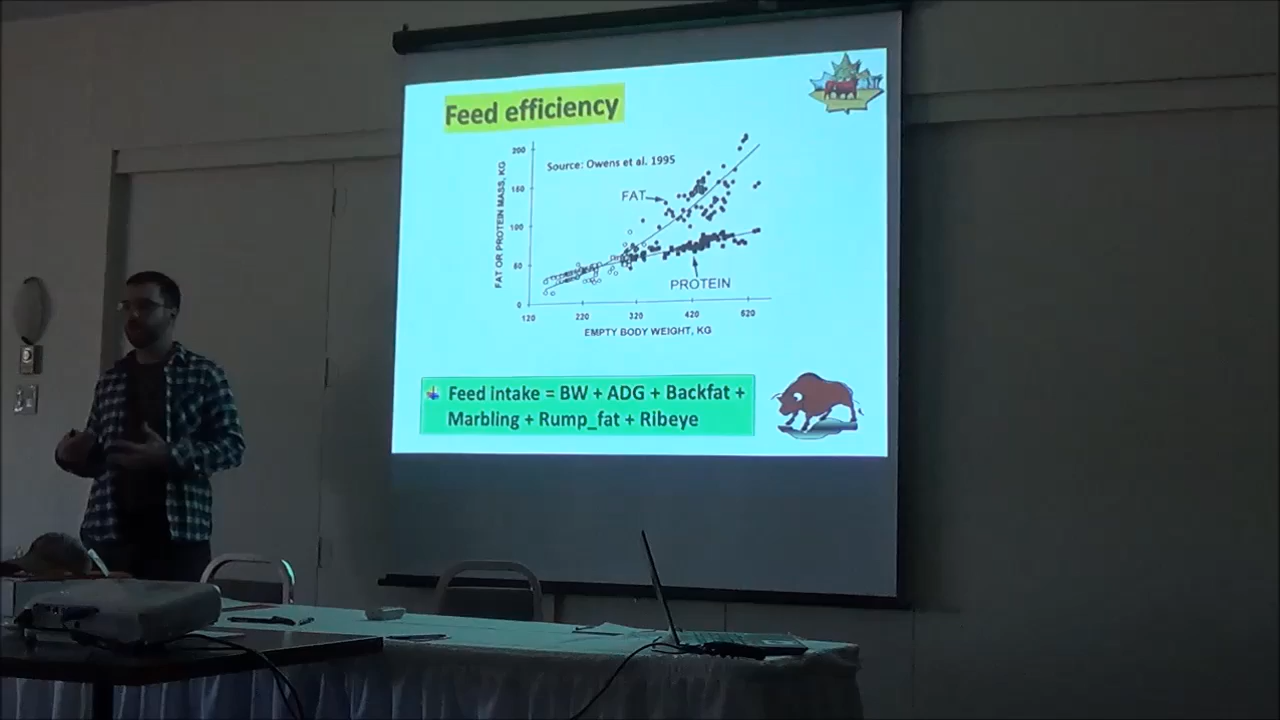 Feed efficiency
Source: Owens et al. 1995
FAT OR PROTEIN MASS, KG
200
150
100
50
0
FAT
PROTEIN
120 220 320 420 520
EMPTY BODY WEIGHT, KG
Feed intake = BW + ADG + Backfat +
Marbling + Rump_fat + Ribeye